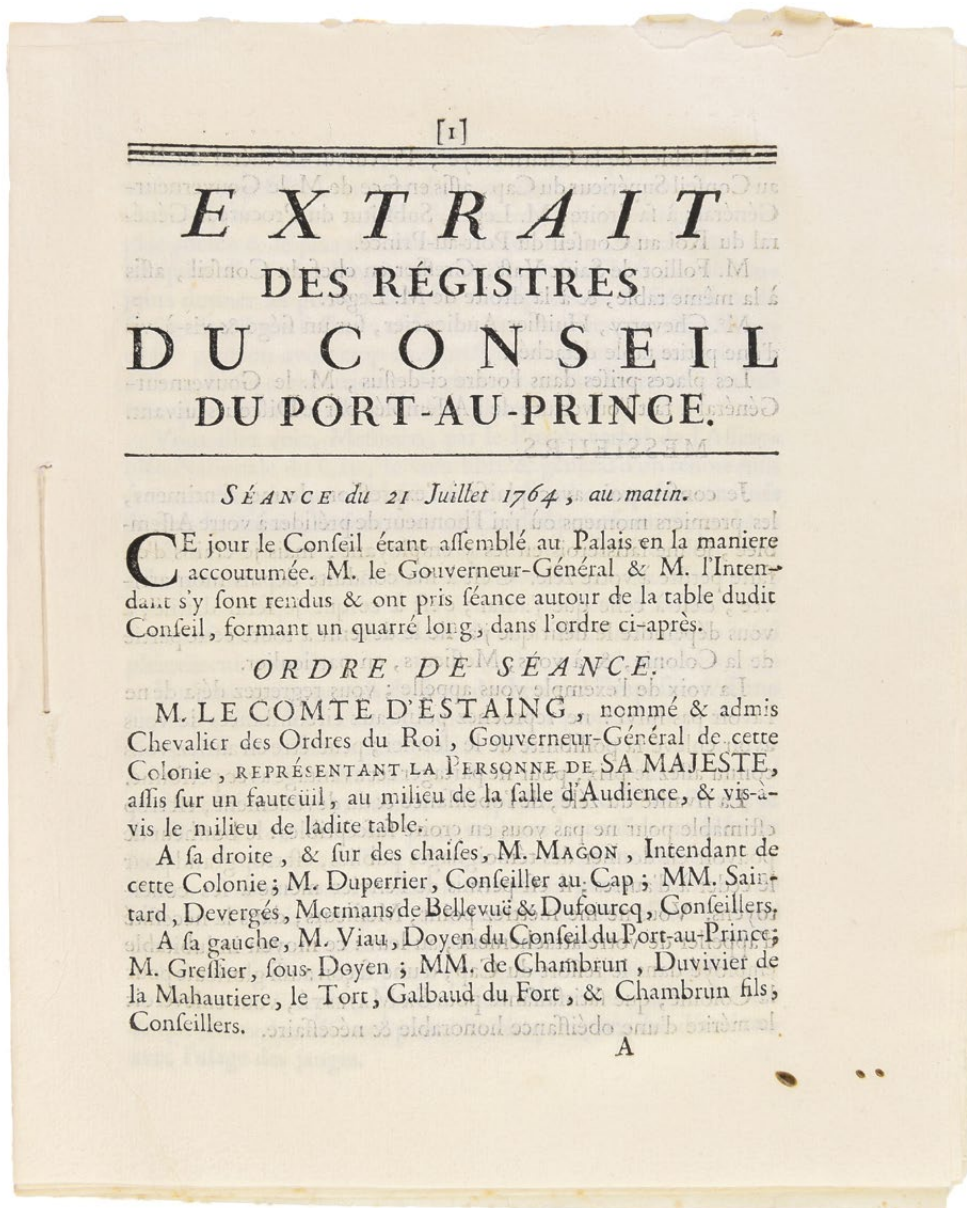 [1]
EXTRAIT
DES RÉGISTRES
DU CONSEIL
DU PORT-AU-PRINCE.
SÉANCE du 21 Juillet 1764, au matin.
CE jour le Conſeil étant aſſemblé au Palais en la maniere
accoutumée. M. le Gouverneur-Général & M. l'Inten-
dant s'y ſont rendus & ont pris ſéance autour de la table dudit
Conſeil, formant un quarré long, dans l'ordre ci-après.
ORDRE DE SÉANCE.
M. LE COMTE D'ESTAING, nommé & admis
Chevalier des Ordres du Roi, Gouverneur-Général de cette
Colonie, REPRÉSENTANT LA PERSONNE DE SA MAJESTE,
aſſis ſur un fauteüil, au milieu de la ſalle d'Audience, & vis-à-
vis le milieu de ladite table.
A ſa droite, & ſur des chaiſes, M. MAGON, Intendant de
cette Colonie; M. Duperrier, Conſeiller au Cap; MM. Sain-
tard, Devergés, Motmans de Bellevuë & Dufourcq, Conſeillers.
A ſa gauche, M. Viau, Doyen du Conſeil du Port-au-Prince;
M. Greſſier, ſous-Doyen; MM. de Chambrun, Duvivier de
la Mahautiere, le Tort, Galbaud du Fort, & Chambrun fils,
Conſeillers.
A